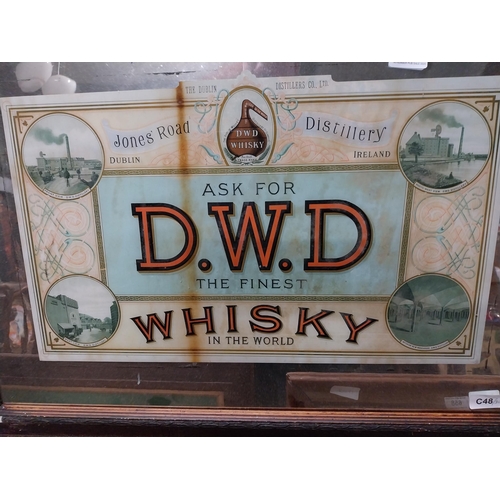 THE DUBLIN DISTILLERS CO., LTD.
Jones' Road Distillery
DUBLIN IRELAND
DWD
WHISKY
ASK FOR
D.W.D
THE FINEST
WHISKY
IN THE WORLD
C48